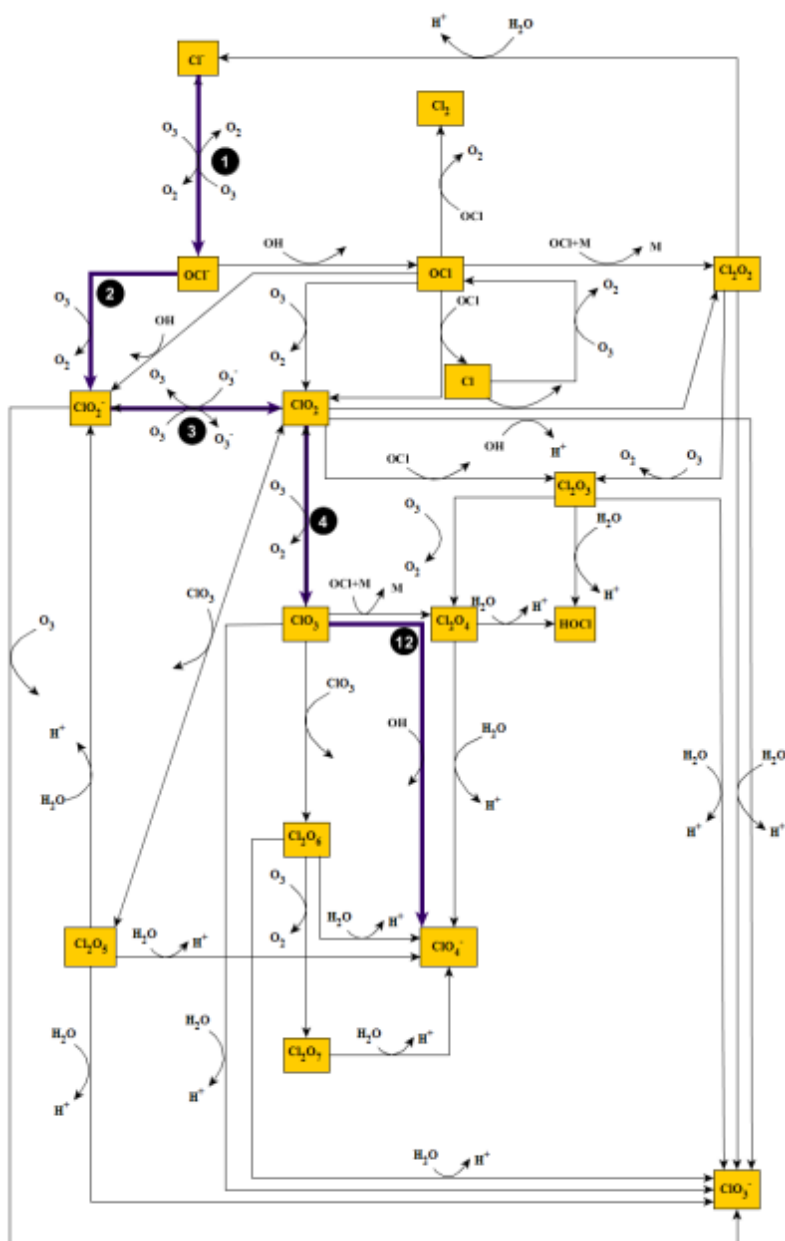 H⁺ H₂O
Cl⁻
Cl₂
O₃ O₂
O₂
1
O₂ O₃
OCl
OH OCl+M M
OCl⁻ OCl Cl₂O₂
2
O₃ O₃ OCl O₂
OH
O₂ O₂ O₃
O₃ O₃⁻ Cl
ClO₂⁻ ClO₂
3
O₃ O₃⁻ OH H⁺
OCl O₂ O₃
Cl₂O₃
O₃ O₃ H₂O
4
O₂ O₂
OCl+M M H⁺
ClO₃ H₂O H⁺
ClO₃ Cl₂O₄ HOCl
O₃ 12
ClO₃
OH H₂O
H⁺ H₂O H₂O
H₂O H⁺ H⁺ H⁺
Cl₂O₆
O₃
H₂O H⁺
O₂
Cl₂O₅ H₂O H⁺ ClO₄⁻
H₂O H₂O
Cl₂O₇ H₂O H⁺
H⁺ H⁺
H₂O H⁺
ClO₃⁻